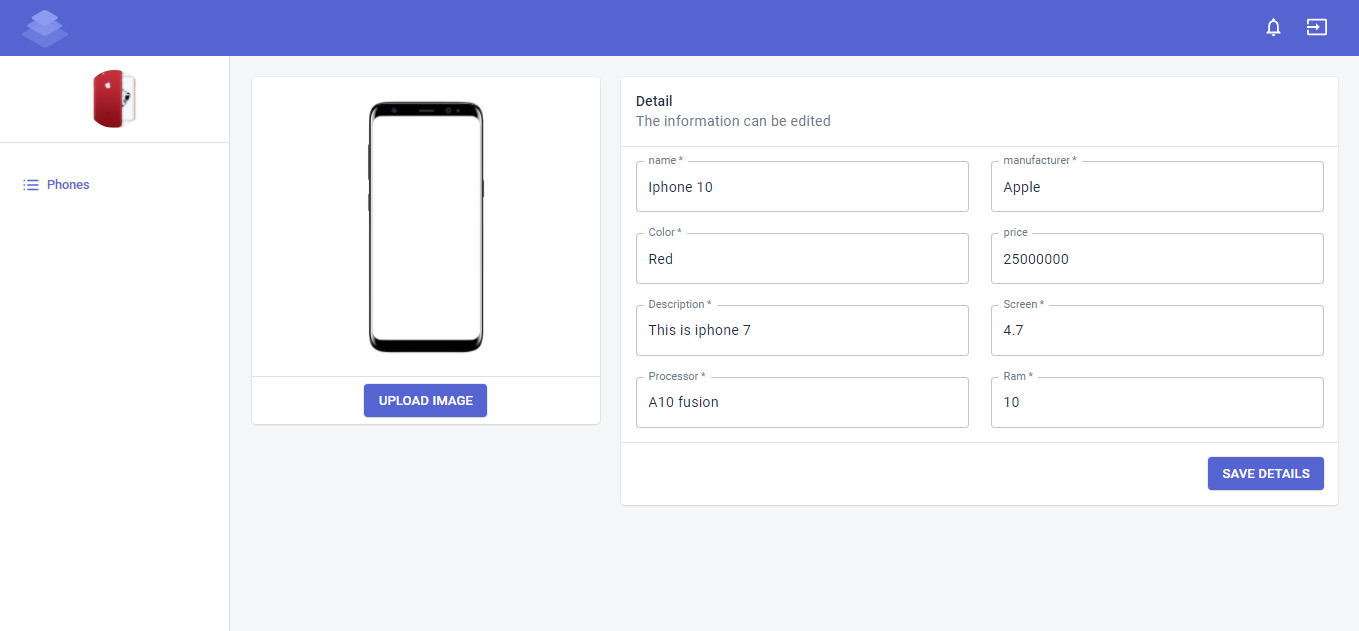 Phones
UPLOAD IMAGE
Detail
The information can be edited
name *
Iphone 10
manufacturer *
Apple
Color *
Red
price
25000000
Description *
This is iphone 7
Screen *
4.7
Processor *
A10 fusion
Ram *
10
SAVE DETAILS